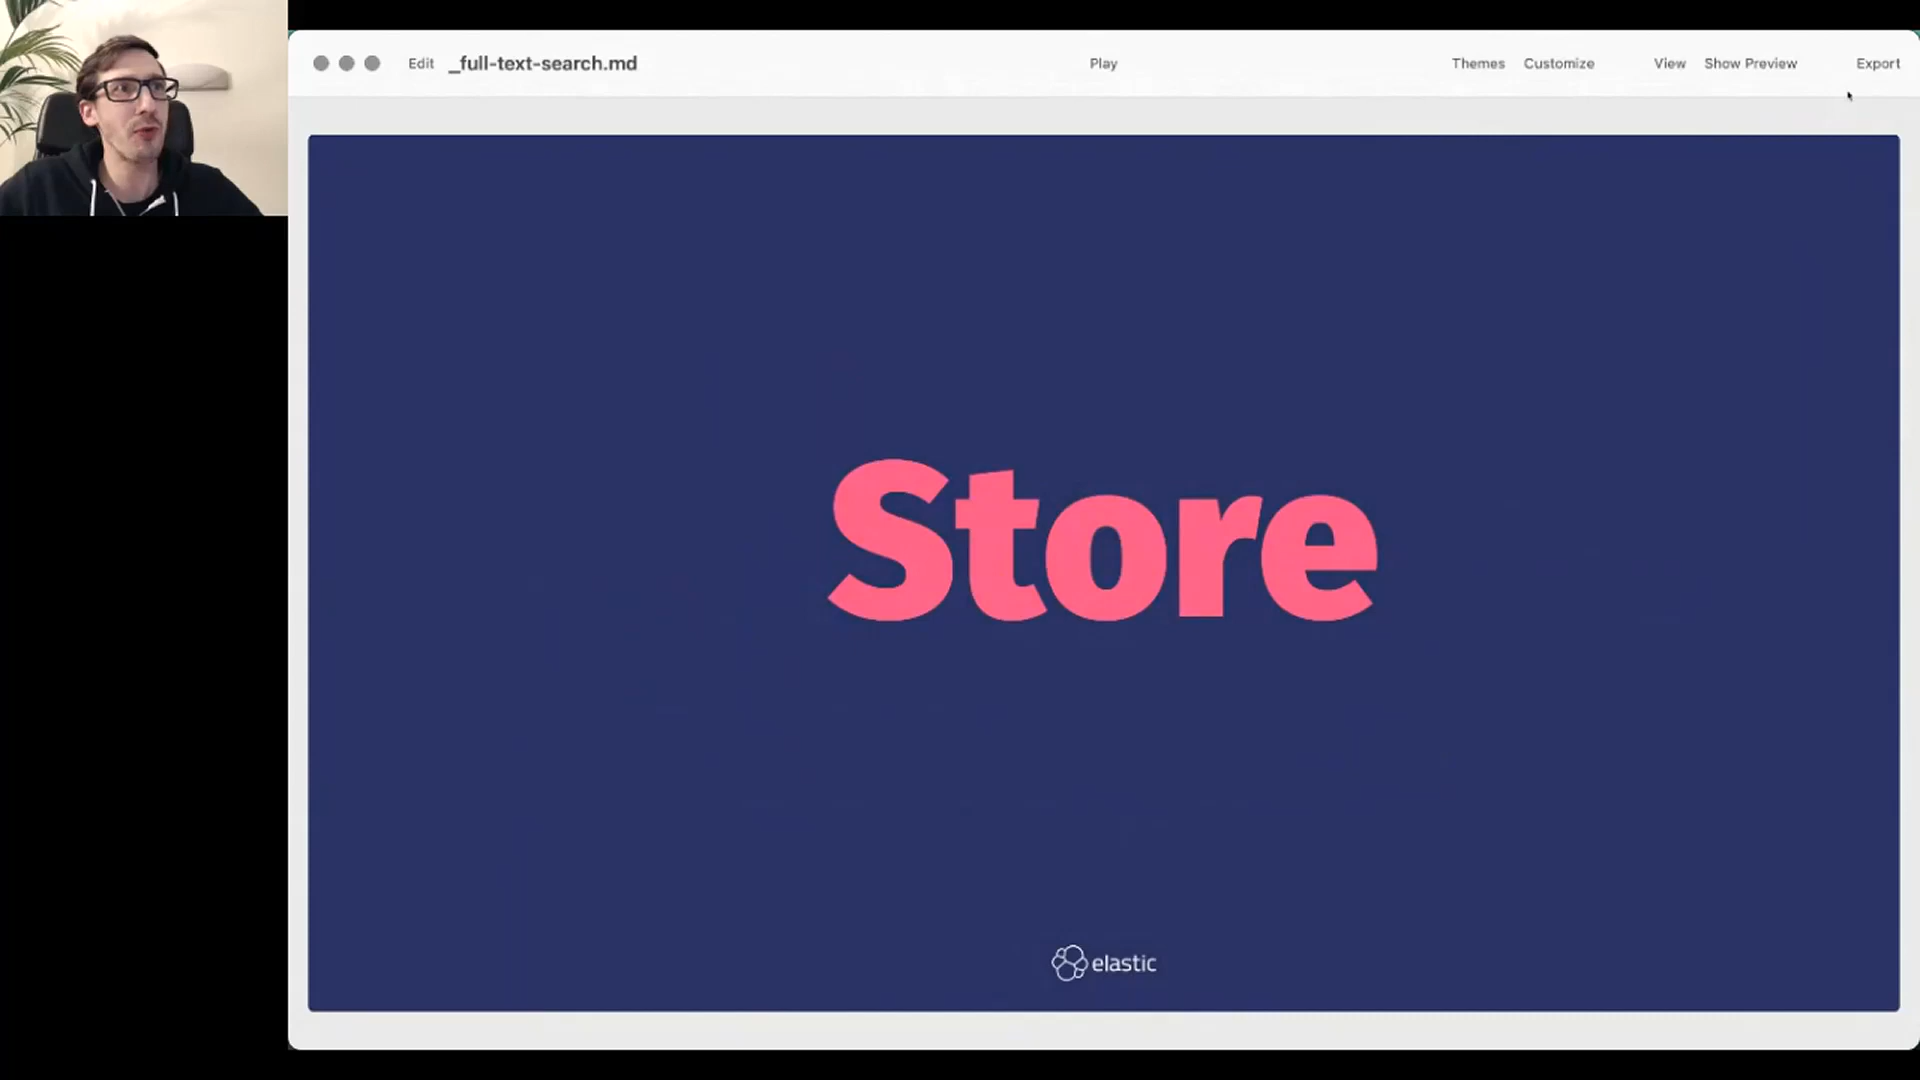 Edit _full-text-search.md Play Themes Customize View Show Preview Export
Store
elastic